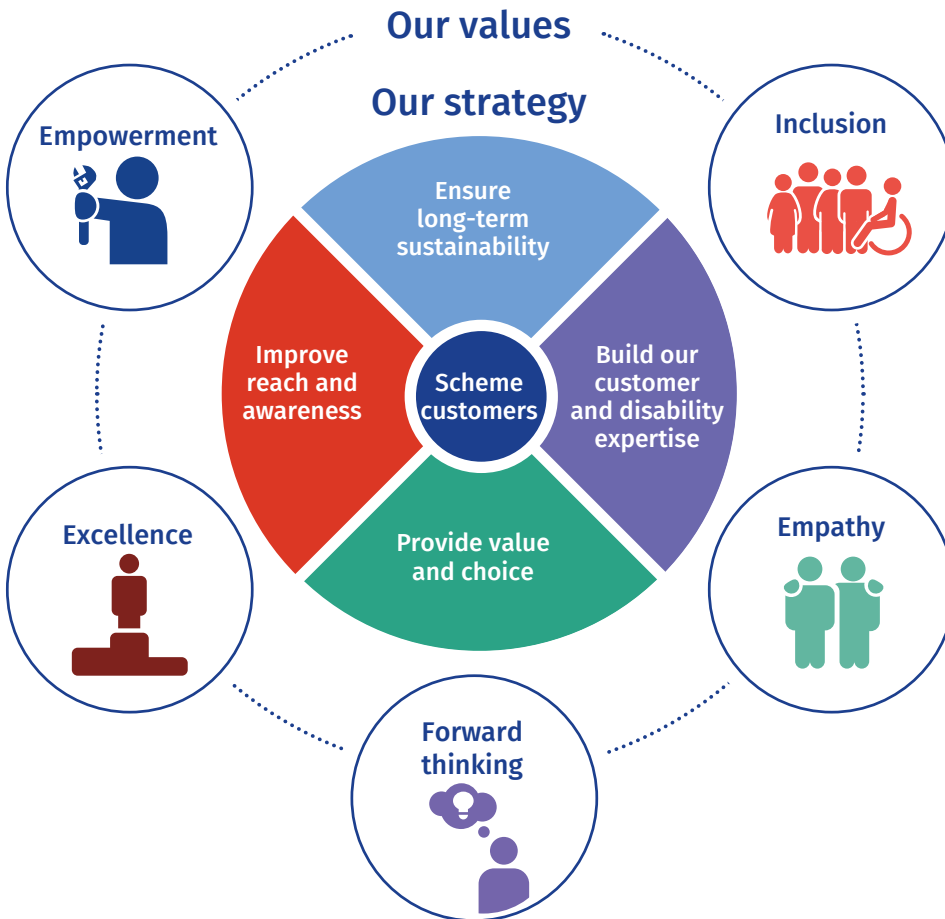 Our values
Our strategy
Empowerment
Inclusion
Ensure
long-term
sustainability
Improve
reach and
awareness
Scheme
customers
Build our
customer
and disability
expertise
Provide value
and choice
Excellence
Empathy
Forward
thinking